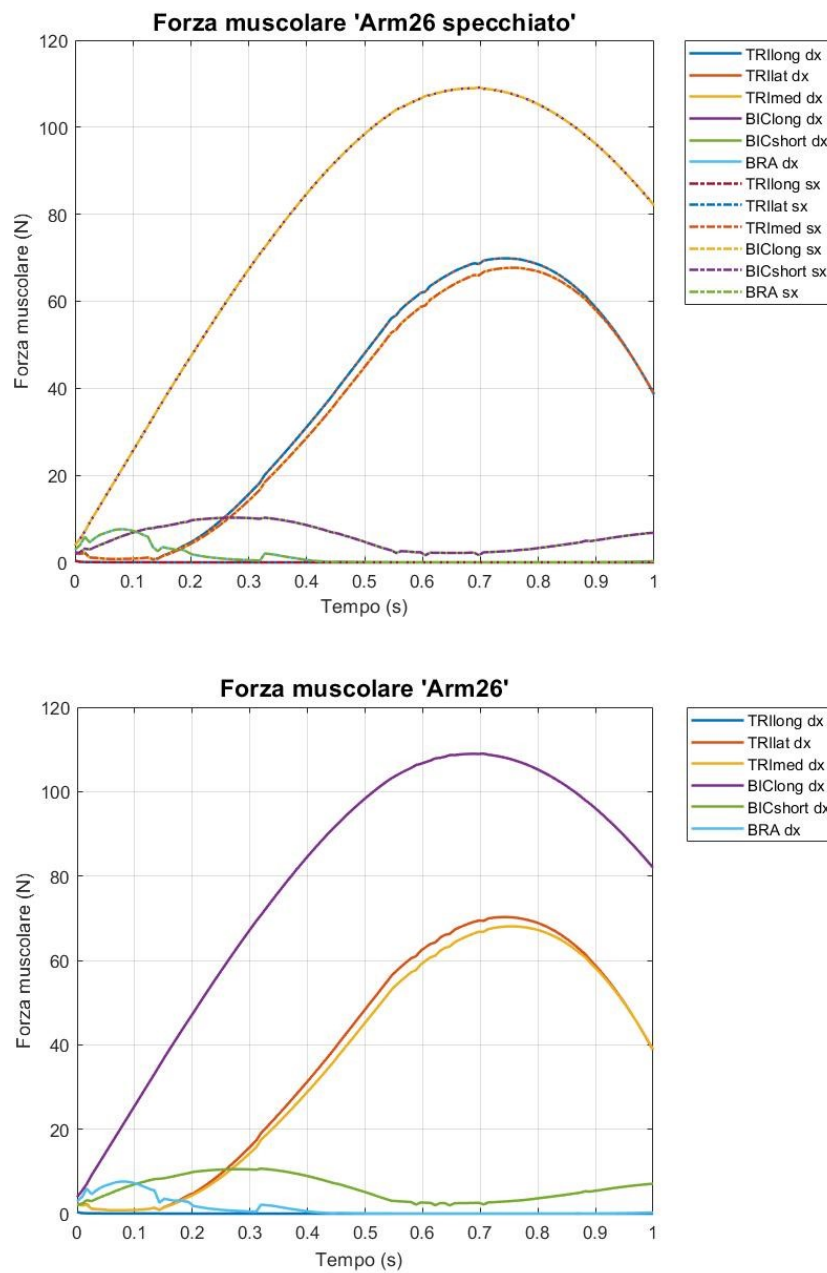 Forza muscolare 'Arm26 specchiato'
120
100
80
60
40
20
0
Forza muscolare (N)
0 0.1 0.2 0.3 0.4 0.5 0.6 0.7 0.8 0.9 1
Tempo (s)
TRIlong dx
TRIlat dx
TRImed dx
BIClong dx
BICshort dx
BRA dx
TRIlong sx
TRIlat sx
TRImed sx
BIClong sx
BICshort sx
BRA sx
Forza muscolare 'Arm26'
120
100
80
60
40
20
0
Forza muscolare (N)
0 0.1 0.2 0.3 0.4 0.5 0.6 0.7 0.8 0.9 1
Tempo (s)
TRIlong dx
TRIlat dx
TRImed dx
BIClong dx
BICshort dx
BRA dx